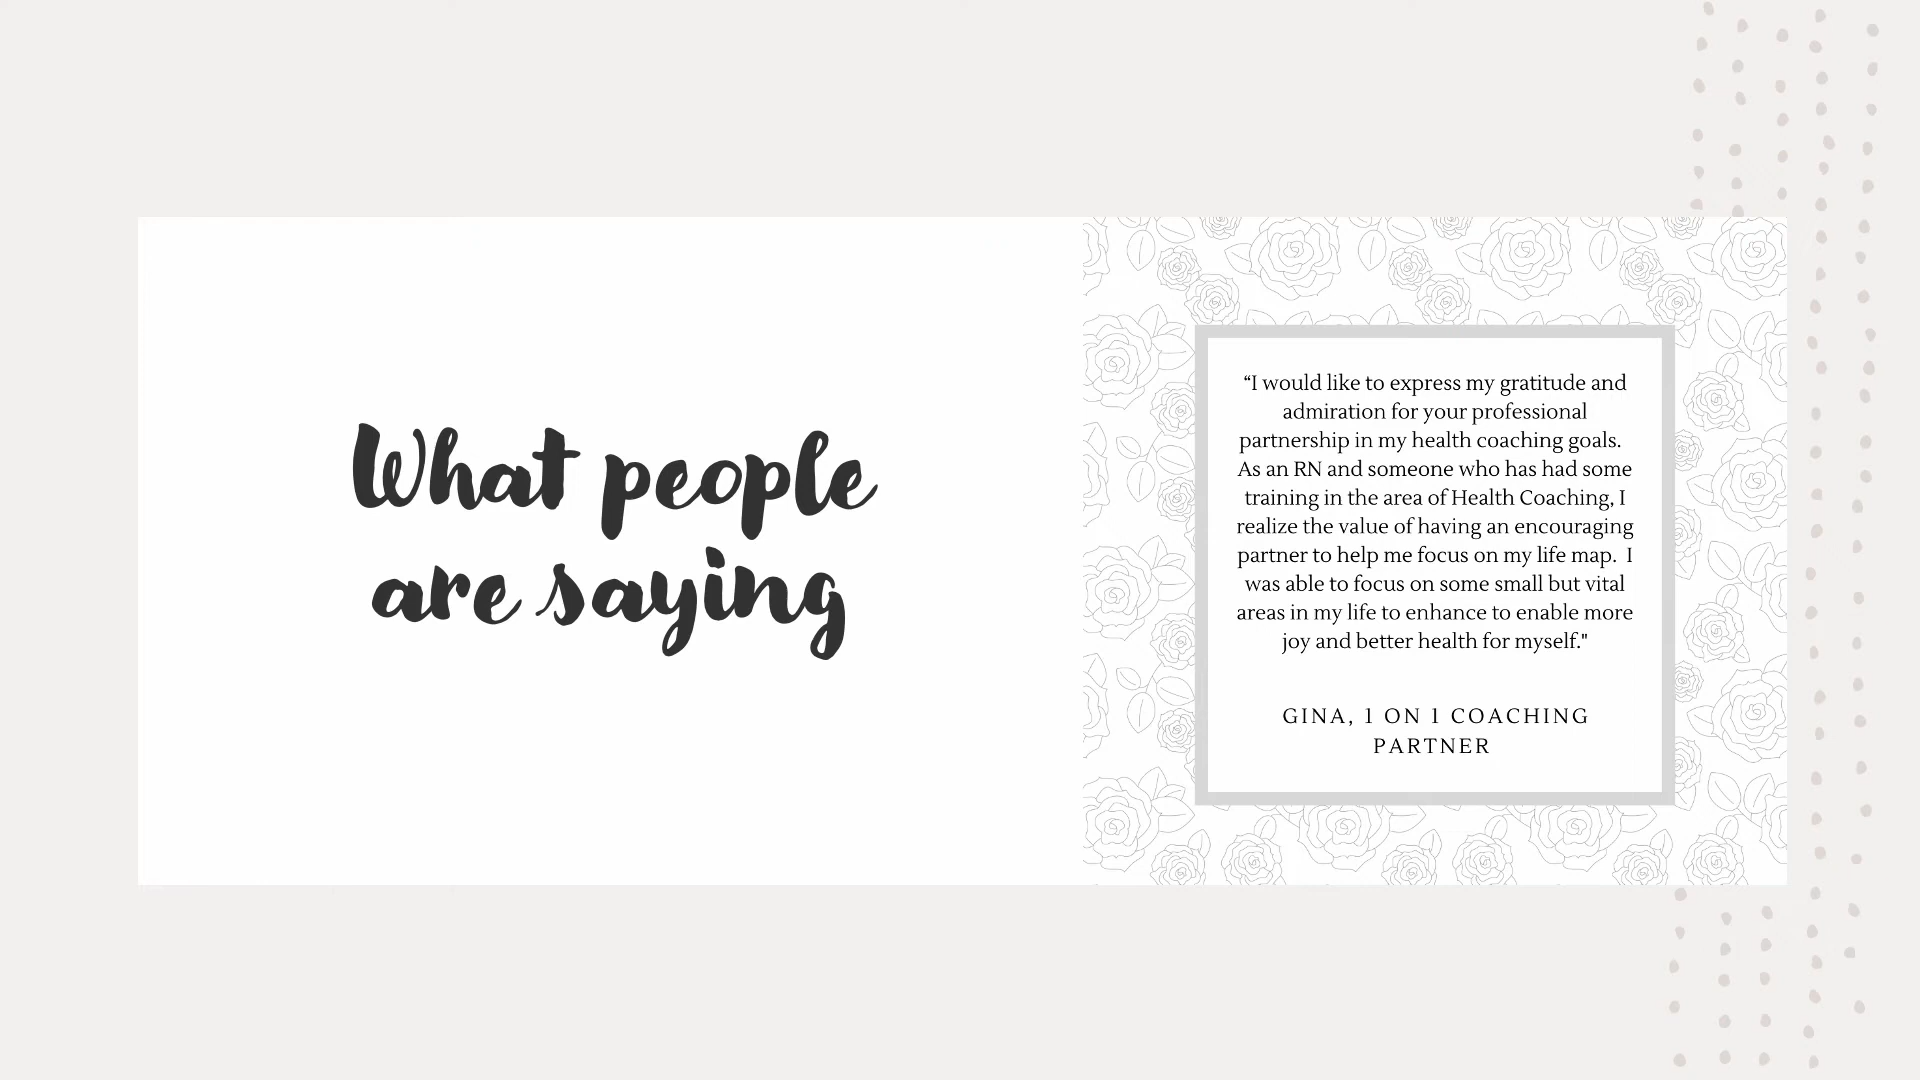 What people
are saying
“I would like to express my gratitude and
admiration for your professional
partnership in my health coaching goals.
As an RN and someone who has had some
training in the area of Health Coaching, I
realize the value of having an encouraging
partner to help me focus on my life map.  I
was able to focus on some small but vital
areas in my life to enhance to enable more
joy and better health for myself."
GINA, 1 ON 1 COACHING
PARTNER